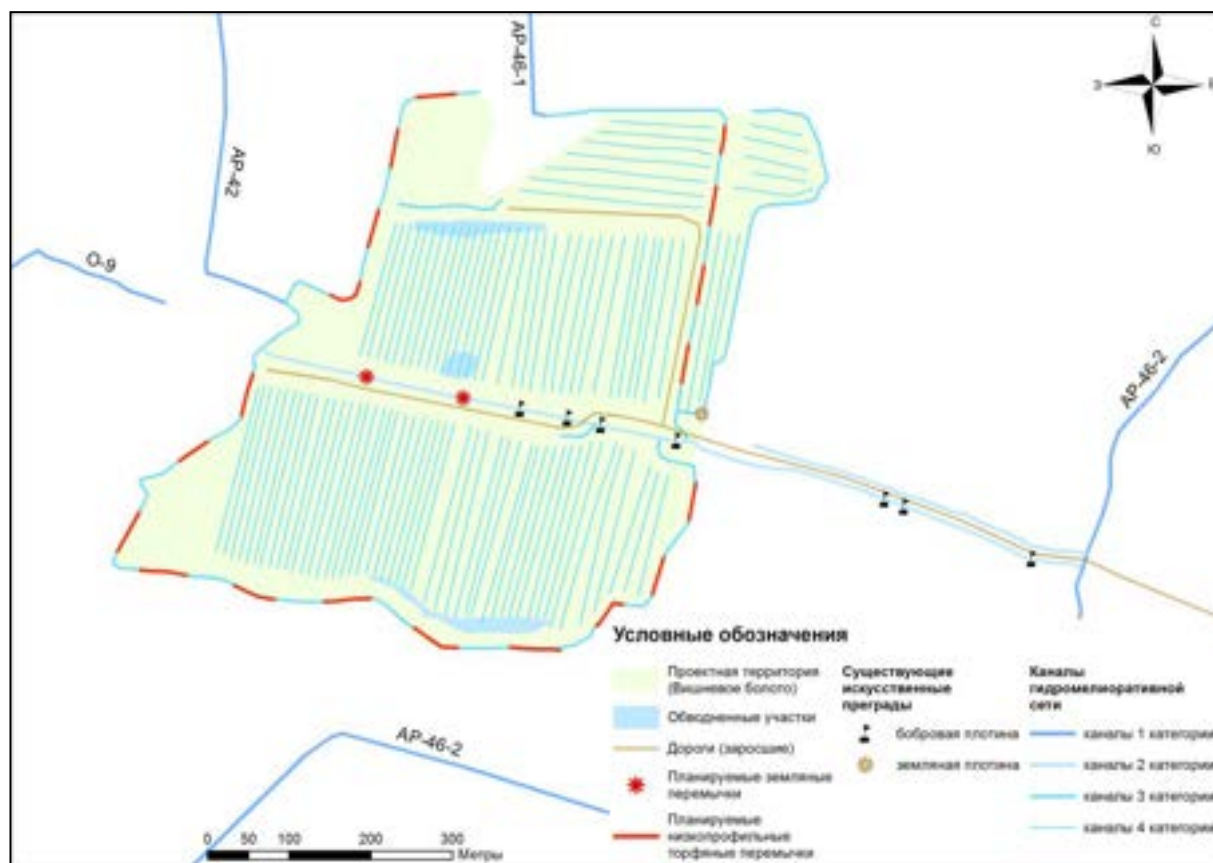 С
З
В
Ю
АР-46-1
АР-42
О-9
АР-46-2
АР-46-2
Условные обозначения
Проектная территория
(Вишневое болото)
Обводненные участки
Дороги (заросшие)
Планируемые земляные
перемычки
Планируемые
низкопрофильные
торфяные перемычки
Существующие
искусственные
преграды
бобровая плотина
земляная плотина
Каналы
гидромелиоративной
сети
каналы 1 категории
каналы 2 категории
каналы 3 категории
каналы 4 категории
0 50 100 200 300
Метры